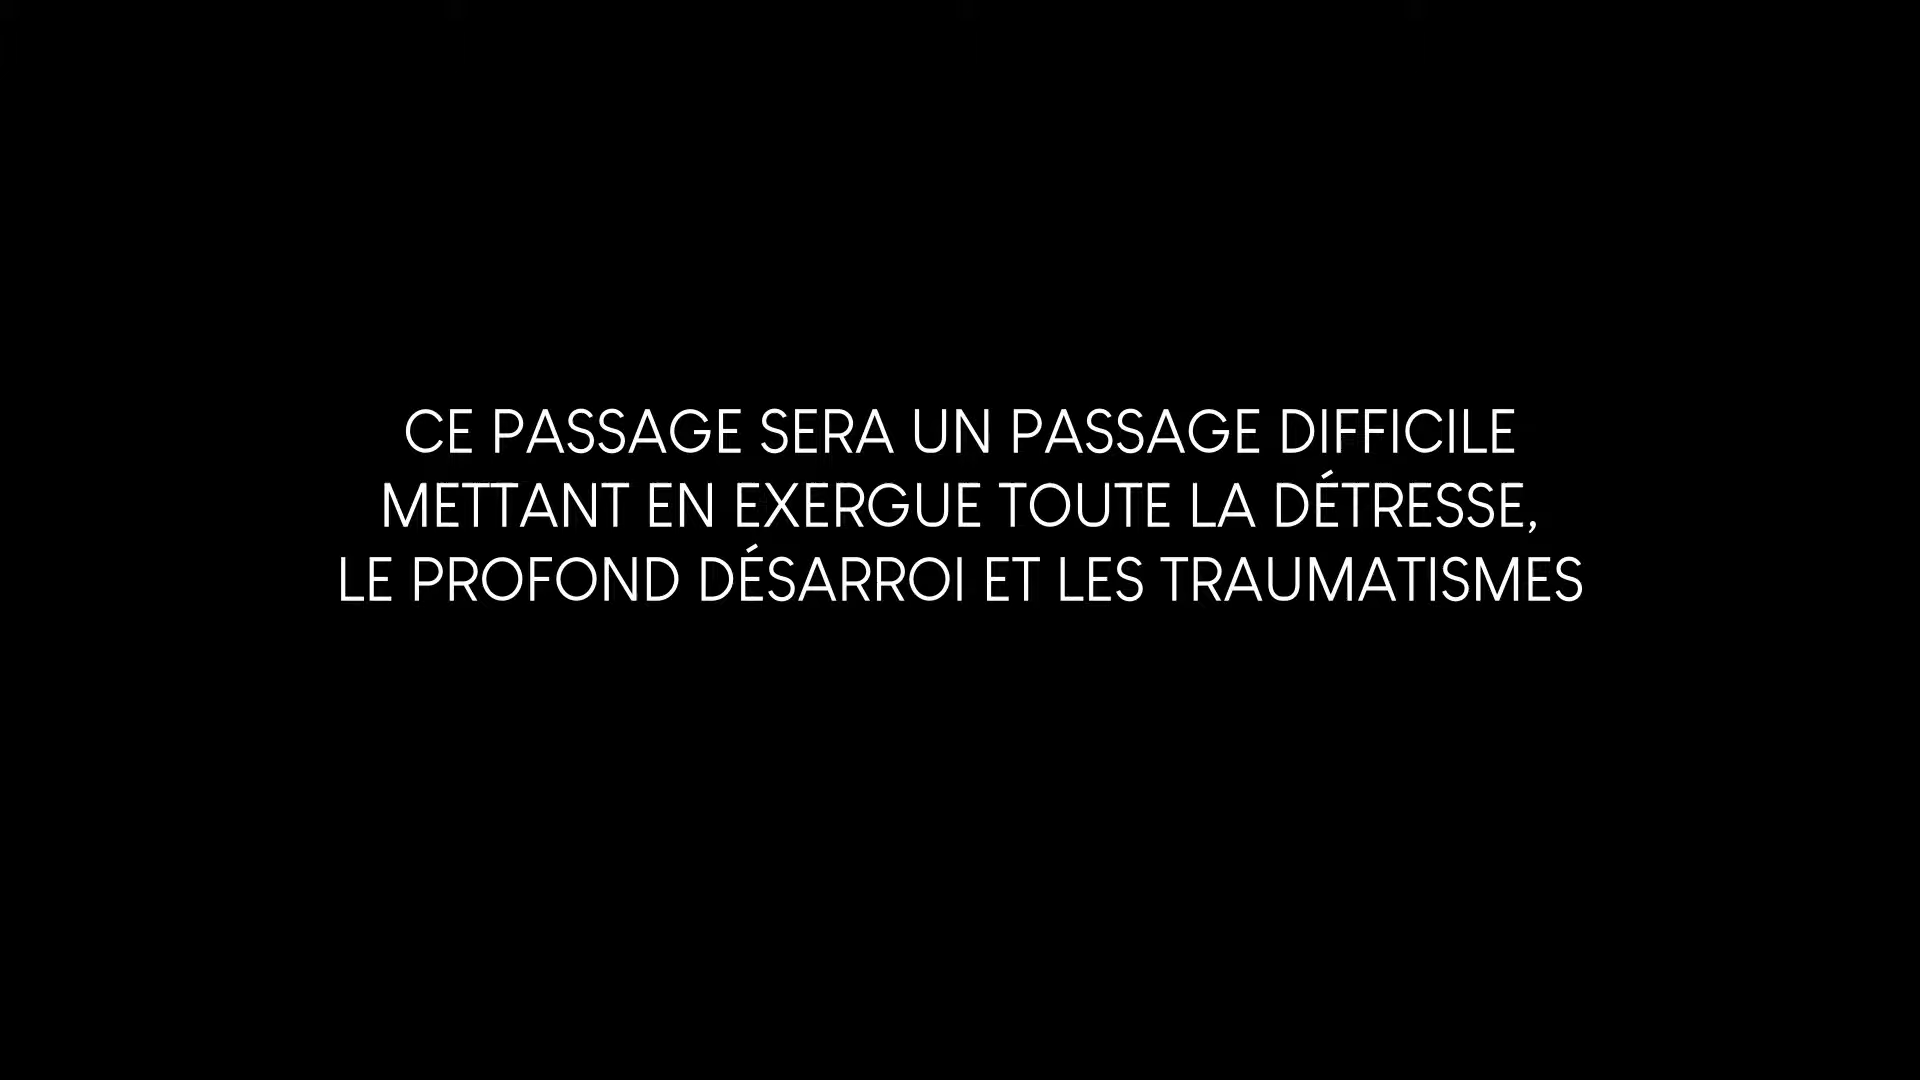 CE PASSAGE SERA UN PASSAGE DIFFICILE
METTANT EN EXERGUE TOUTE LA DÉTRESSE,
LE PROFOND DÉSARROI ET LES TRAUMATISMES